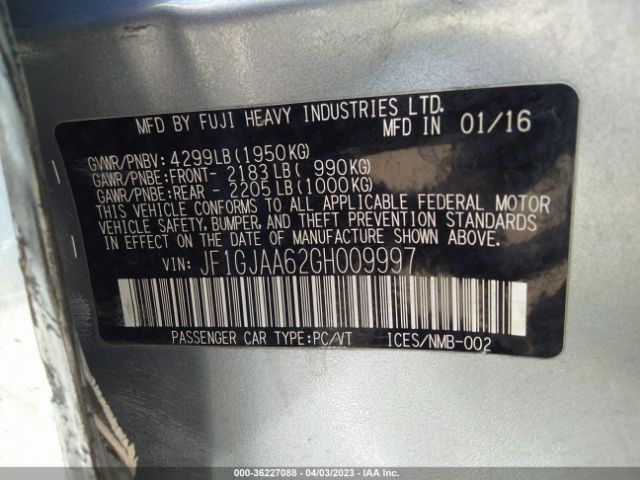 MFD BY FUJI HEAVY INDUSTRIES LTD.
MFD IN 01/16
GVWR/PNBV: 4299LB(1950KG)
GAWR/PNBE:FRONT- 2183LB( 990KG)
GAWR/PNBE:REAR - 2205LB(1000KG)
THIS VEHICLE CONFORMS TO ALL APPLICABLE FEDERAL MOTOR
VEHICLE SAFETY, BUMPER, AND THEFT PREVENTION STANDARDS
IN EFFECT ON THE DATE OF MANUFACTURE SHOWN ABOVE.
VIN: JF1GJAA62GH009997
PASSENGER CAR TYPE:PC/VT ICES/NMB-002
000-36227088 - 04/03/2023 - IAA Inc.